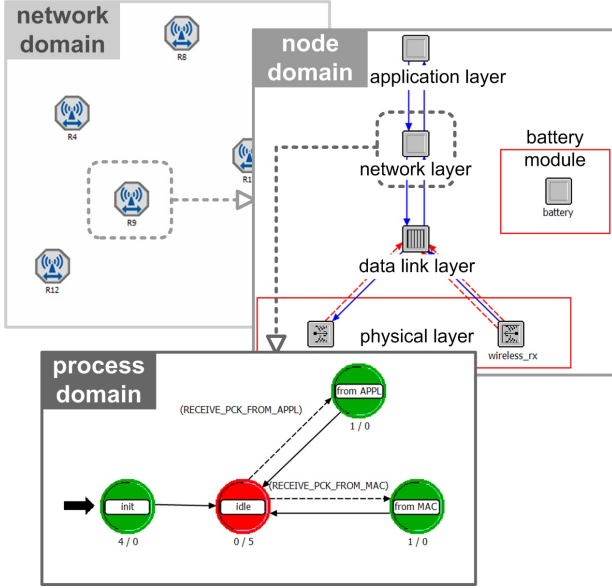 network
domain
R8
R4
R9
R12
R1
node
domain
application layer
network layer
battery
module
battery
data link layer
physical layer
wireless_rx
process
domain
from APPL
1 / 0
(RECEIVE_PCK_FROM_APPL)
(RECEIVE_PCK_FROM_MAC)
init
idle
from MAC
4 / 0
0 / 5
1 / 0